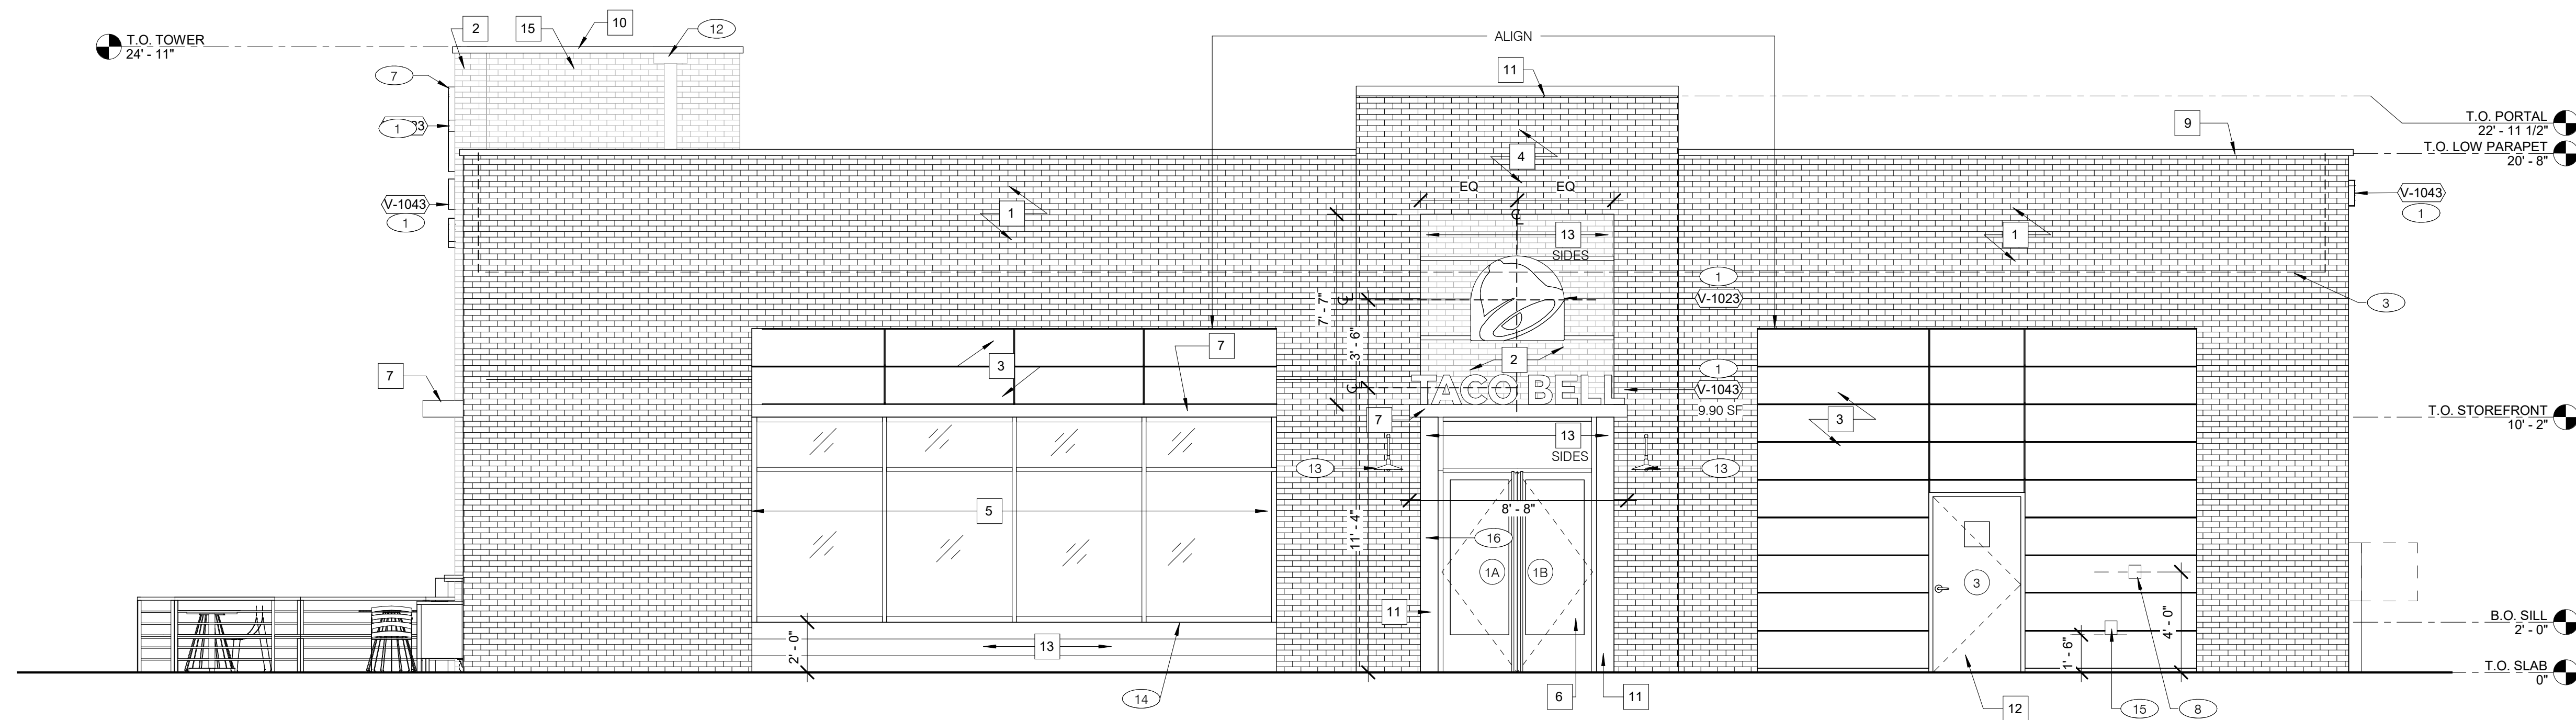 T.O. TOWER
24' - 11"
2
15
10
12
7
1
V-1043
1
7
ALIGN
11
4
EQ
EQ
1
13
SIDES
1
V-1023
7' - 7"
3' - 6"
2
TACO BELL
1
V-1043
9.90 SF
3
7
7
13
13
SIDES
13
5
8' - 8"
11' - 4"
16
1A
1B
11
2' - 0"
13
14
6
11
1
9
T.O. PORTAL
22' - 11 1/2"
T.O. LOW PARAPET
20' - 8"
V-1043
1
3
3
T.O. STOREFRONT
10' - 2"
3
4' - 0"
1' - 6"
12
15
8
B.O. SILL
2' - 0"
T.O. SLAB
0"